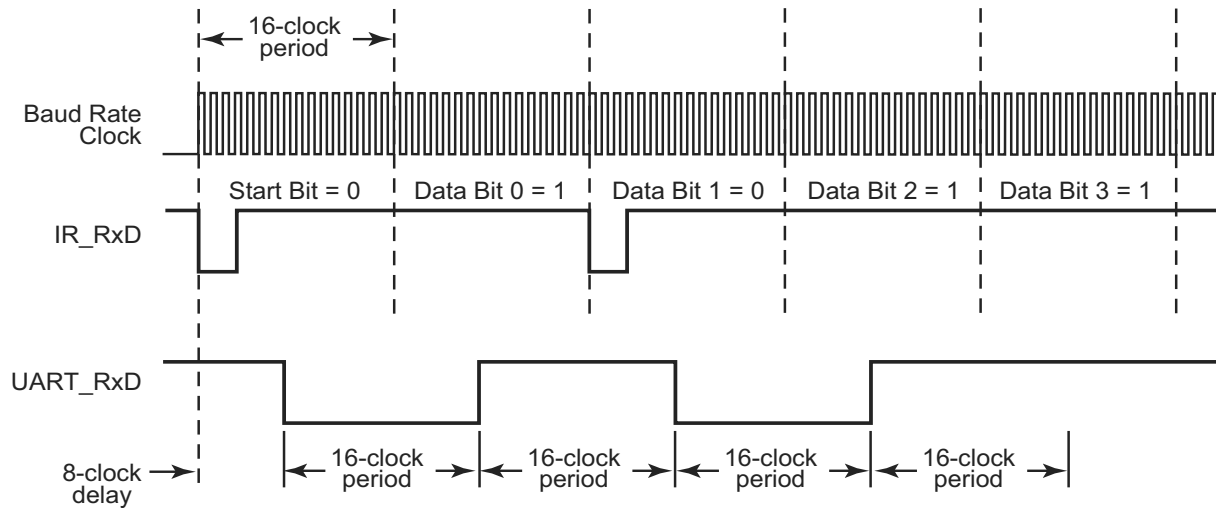 16-clock
period
Baud Rate
Clock
Start Bit = 0
Data Bit 0 = 1
Data Bit 1 = 0
Data Bit 2 = 1
Data Bit 3 = 1
IR_RxD
UART_RxD
8-clock
delay
16-clock
period
16-clock
period
16-clock
period
16-clock
period